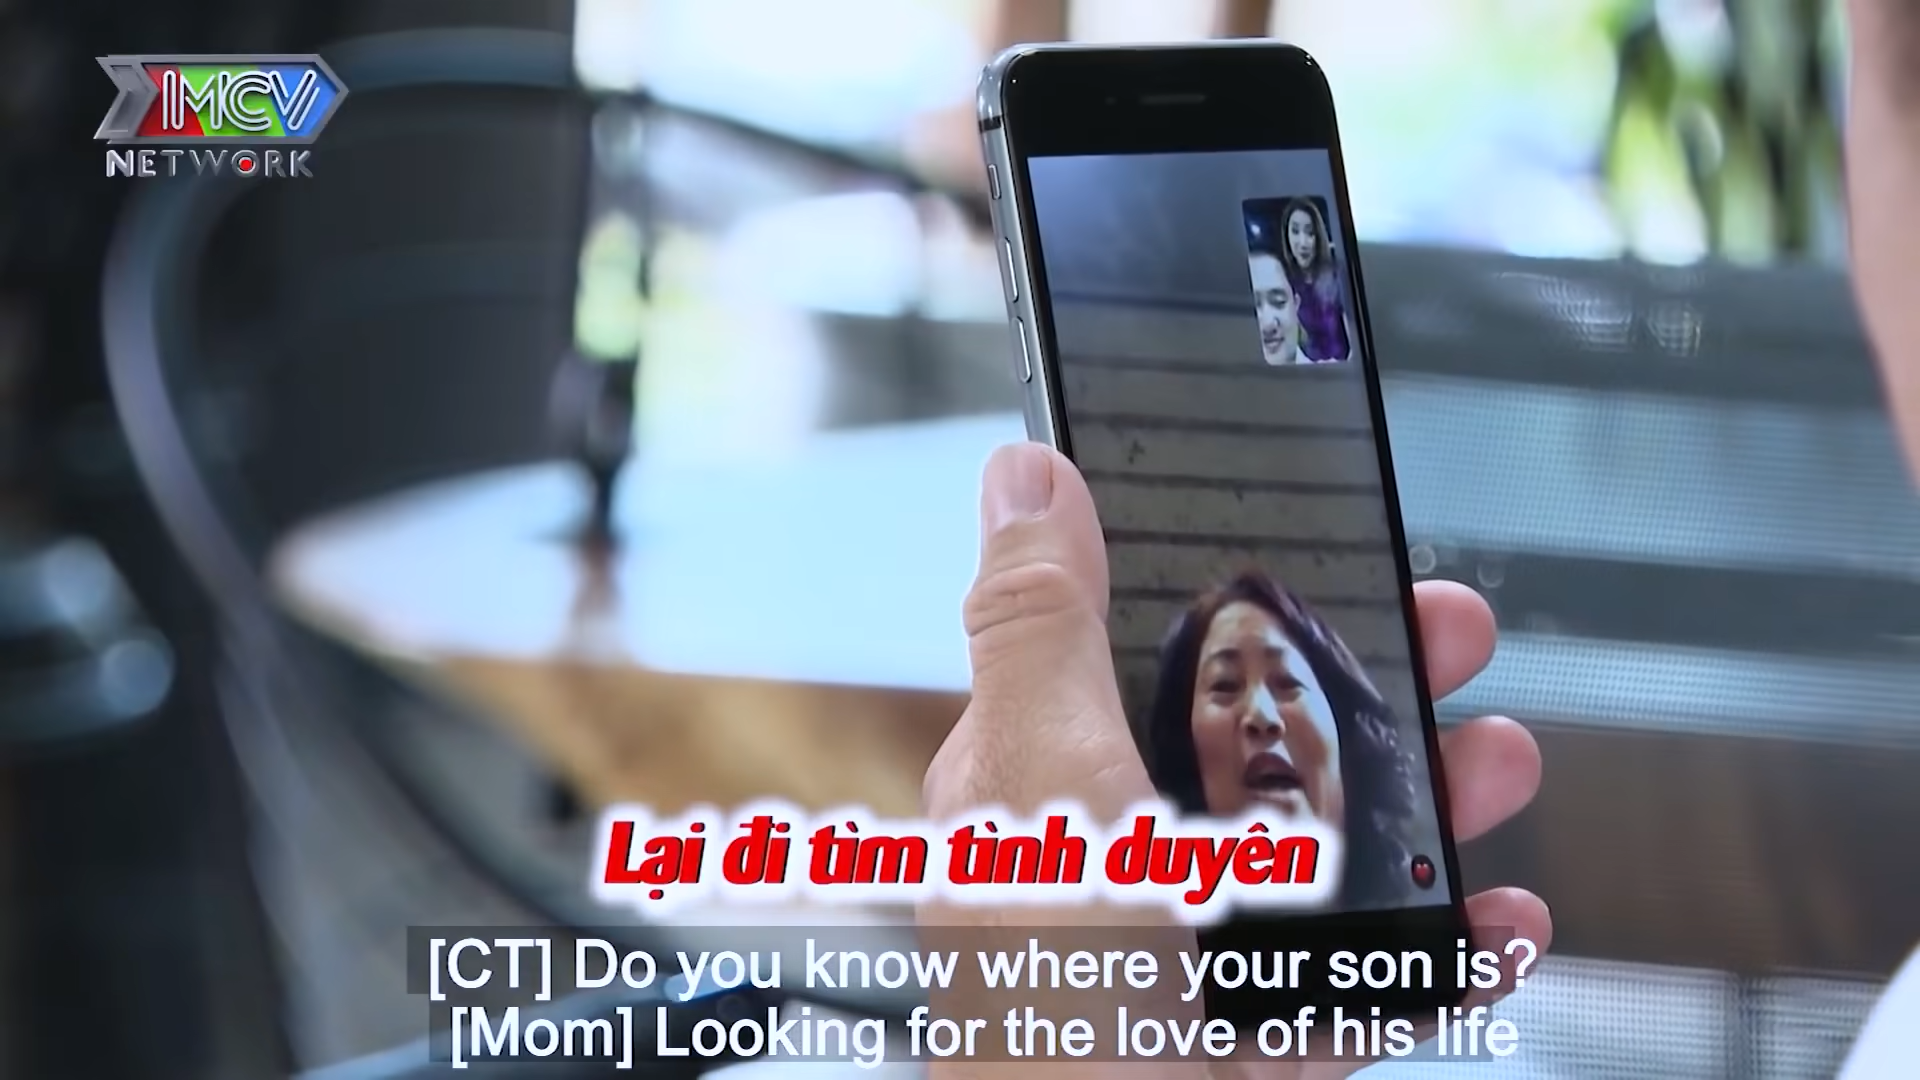 MCV
NETWORK
Lại đi tìm tình duyên
[CT] Do you know where your son is?
[Mom] Looking for the love of his life